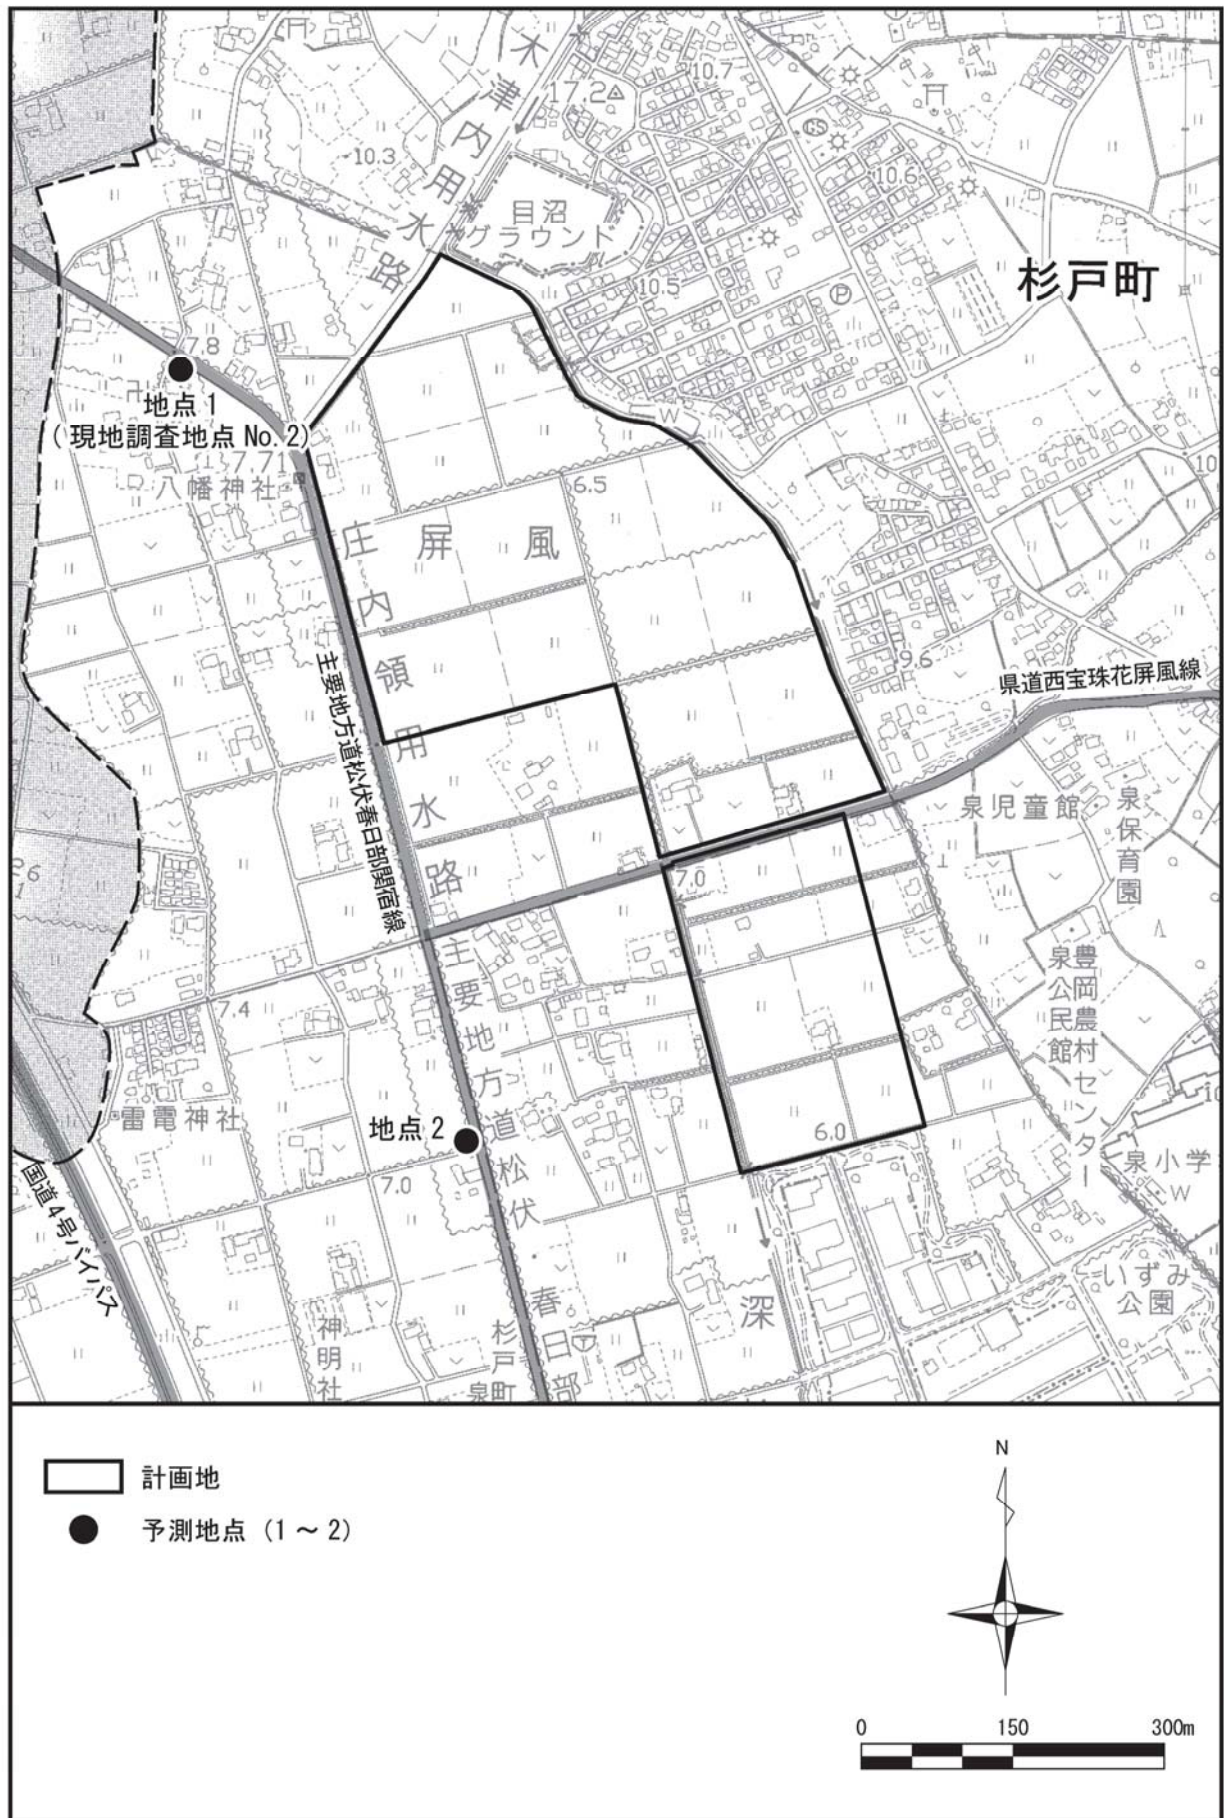 木津内用水路
17.2
10.7
GS
10.3
10.6
目沼
グラウンド
杉戸町
10.5
P
7.8
地点1
(現地調査地点 No.2)
W
7.71
八幡神社
6.5
10
屏風
庄内領用水路
9.6
県道西宝珠花屏風線
主要地方道松伏春日部関宿線
泉児童館
泉保育園
7.0
豊岡農村センター
泉公民館
7.4
主要地方道松伏
春日部
雷電神社
地点2
6.0
泉小学
W
7.0
国道4号バイパス
いずみ
公園
深
神明社
杉戸町
泉
計画地
予測地点 (1～2)
N
0 150 300m